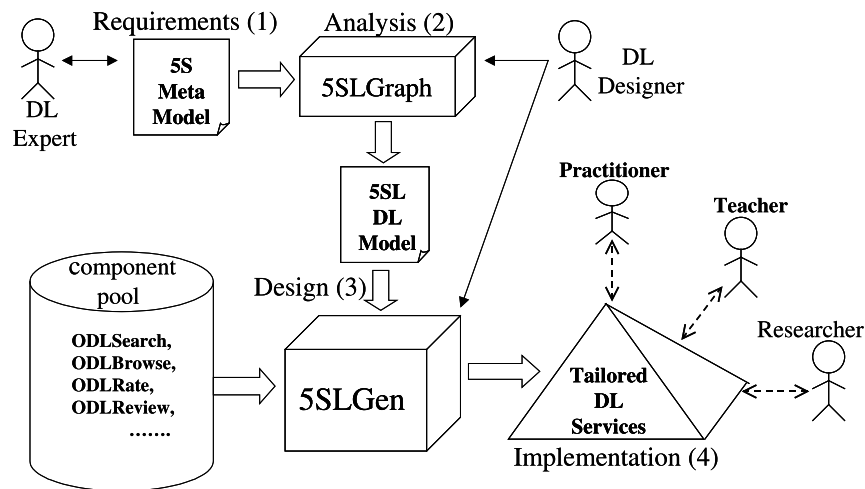 Requirements (1)
Analysis (2)
DL
Expert
5S
Meta
Model
5SLGraph
DL
Designer
5SL
DL
Model
Practitioner
Teacher
component
pool
Design (3)
ODLSearch,
ODLBrowse,
ODLRate,
ODLReview,
.......
5SLGen
Researcher
Tailored
DL
Services
Implementation (4)